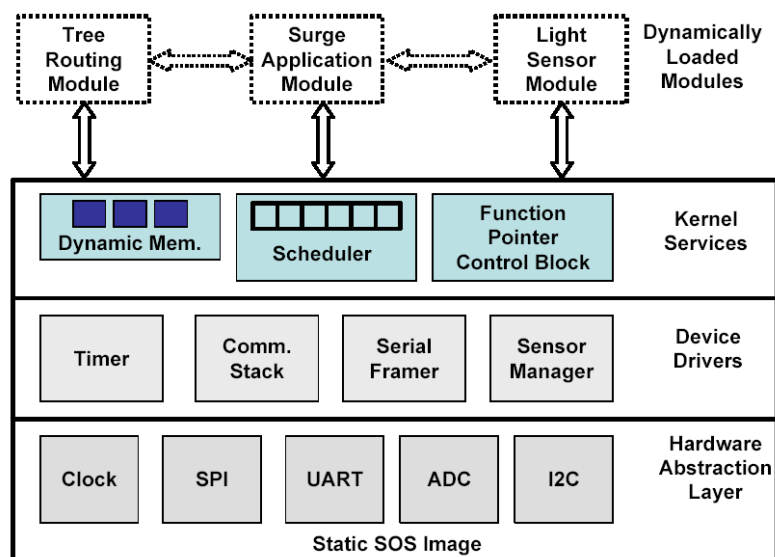 Tree
Routing
Module
Surge
Application
Module
Light
Sensor
Module
Dynamically
Loaded
Modules
Dynamic Mem.
Scheduler
Function
Pointer
Control Block
Kernel
Services
Timer
Comm.
Stack
Serial
Framer
Sensor
Manager
Device
Drivers
Clock
SPI
UART
ADC
I2C
Hardware
Abstraction
Layer
Static SOS Image